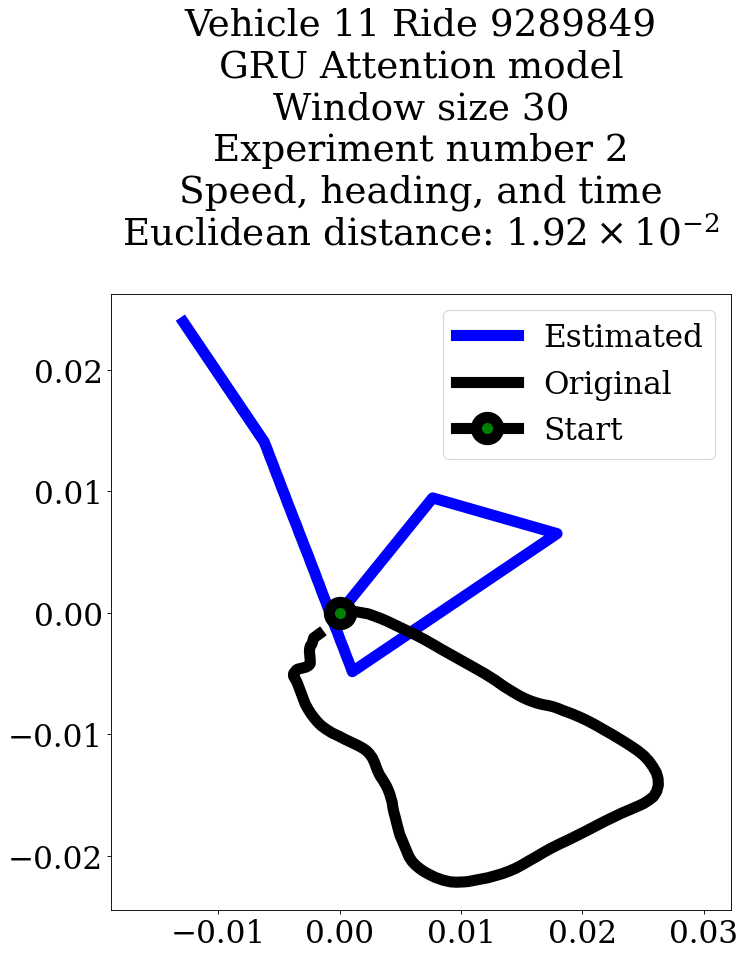 Vehicle 11 Ride 9289849
GRU Attention model
Window size 30
Experiment number 2
Speed, heading, and time
Euclidean distance: 1.92 × 10⁻²
Estimated
Original
Start
0.02
0.01
0.00
−0.01
−0.02
−0.01
0.00
0.01
0.02
0.03